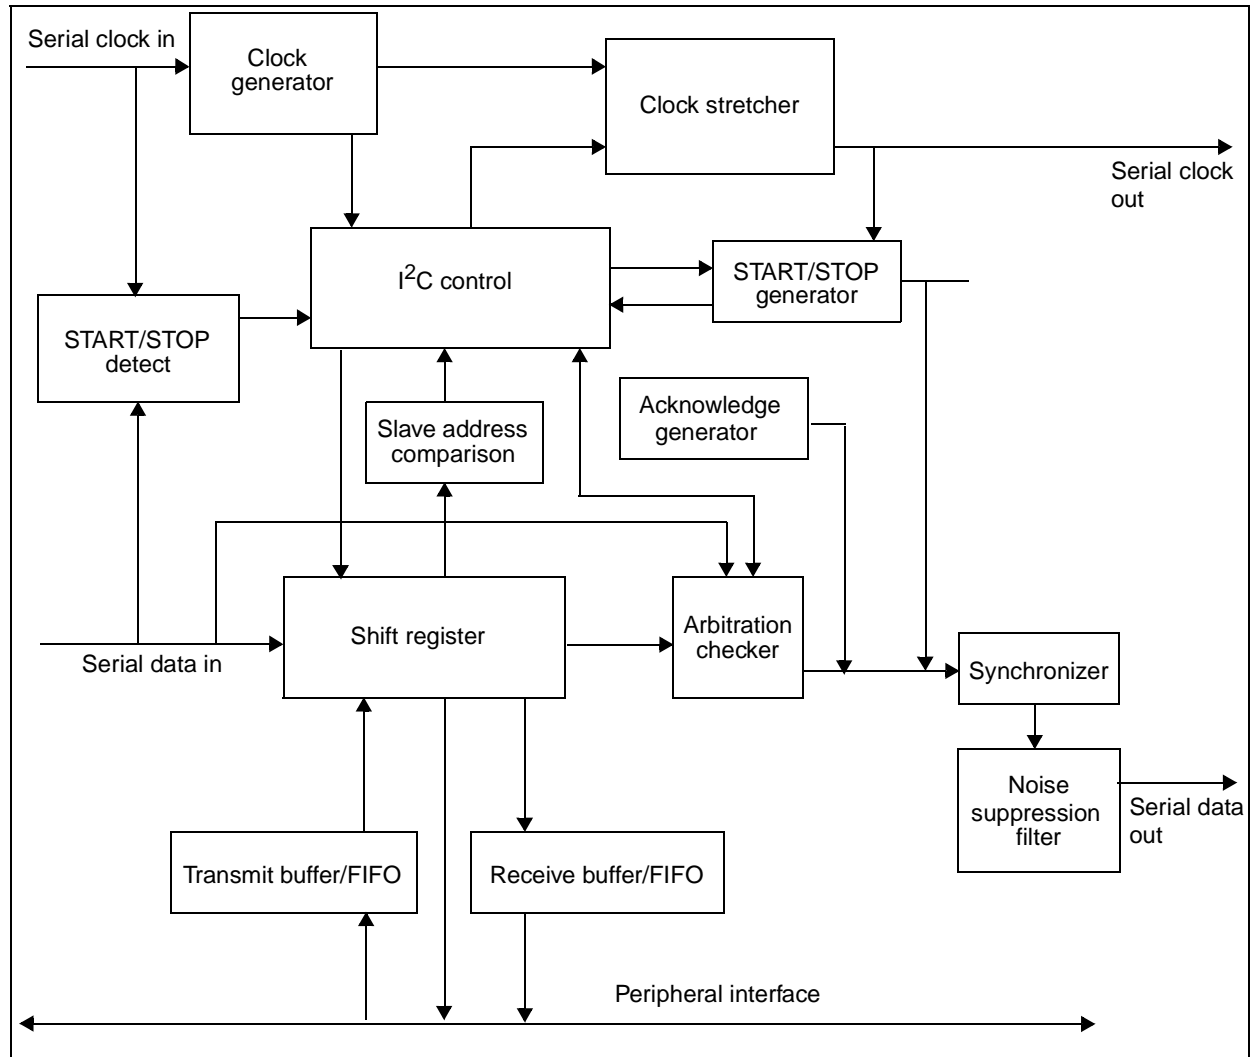 Serial clock in
Clock
generator
Clock stretcher
Serial clock
out
I²C control
START/STOP
generator
START/STOP
detect
Slave address
comparison
Acknowledge
generator
Shift register
Arbitration
checker
Serial data in
Synchronizer
Noise
suppression
filter
Serial data
out
Transmit buffer/FIFO
Receive buffer/FIFO
Peripheral interface